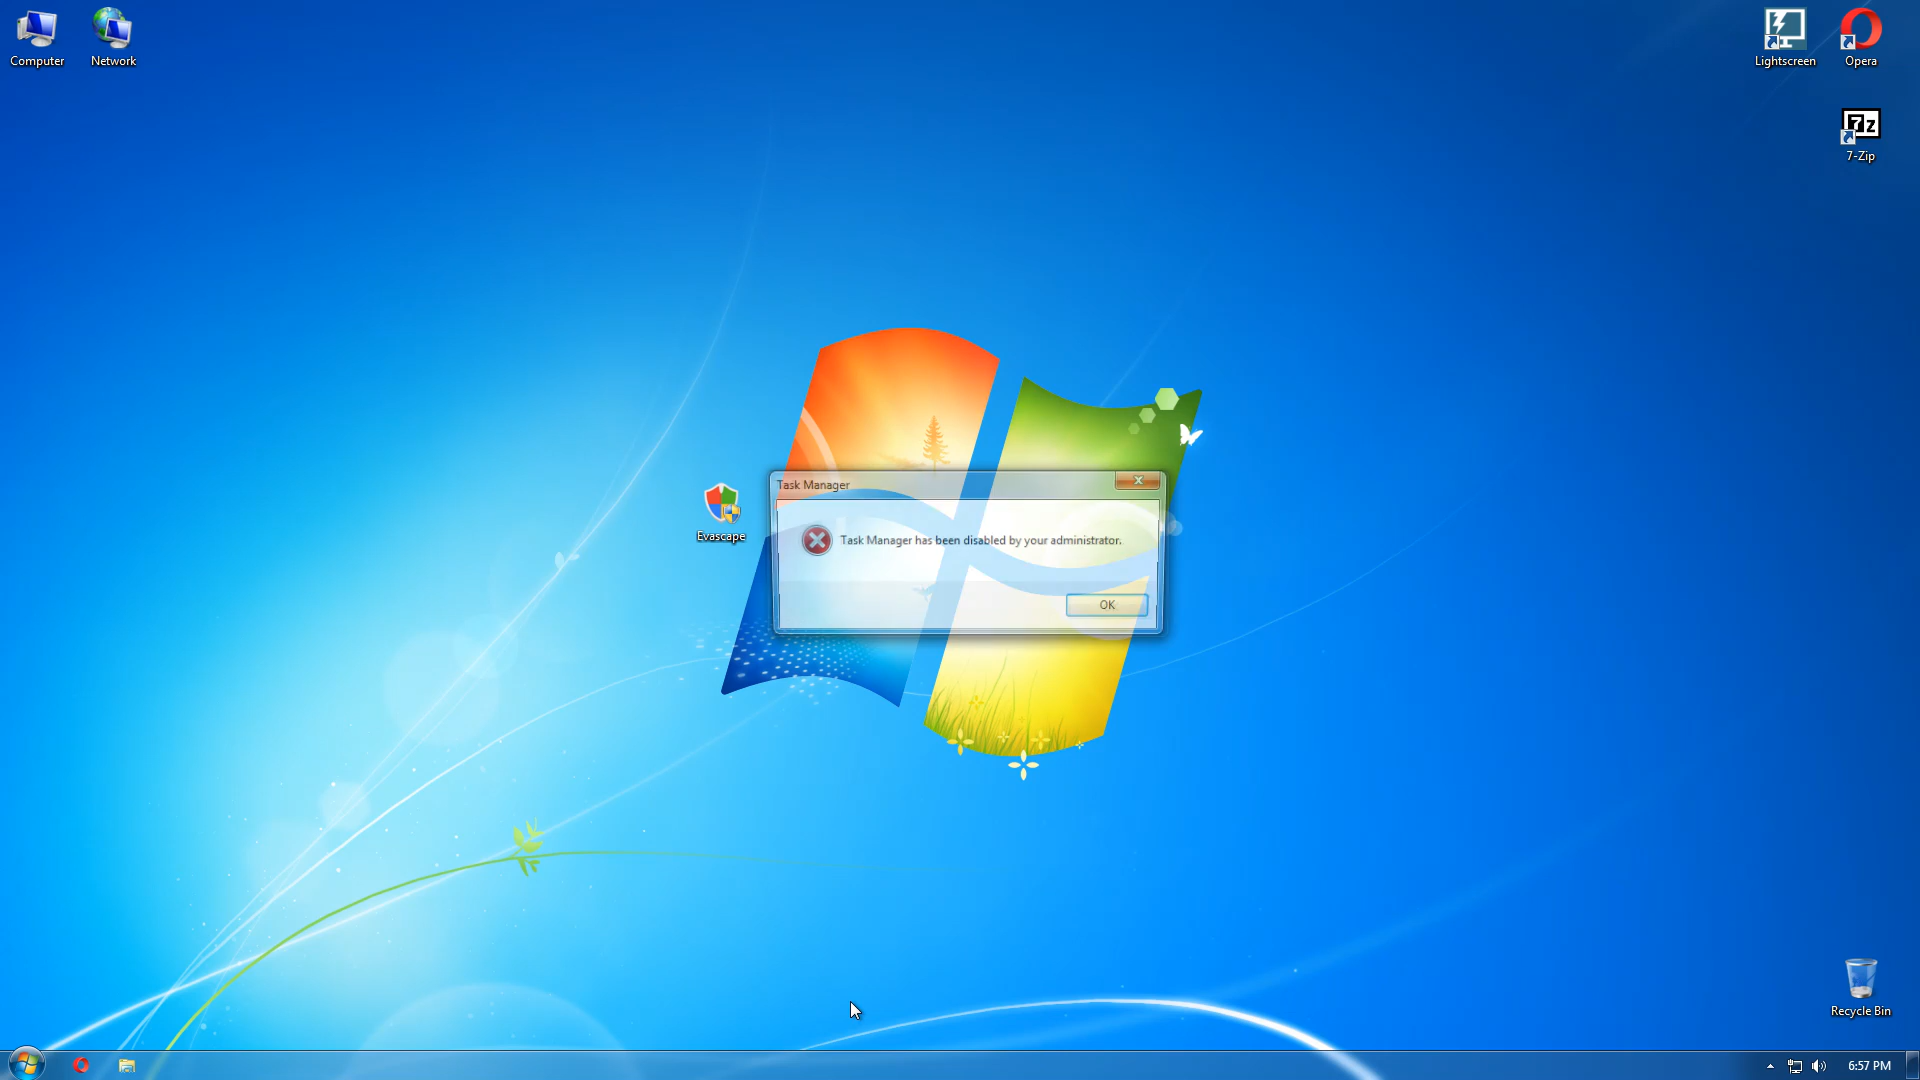 Computer
Network
Lightscreen
Opera
7z
7-Zip
Evascape
Task Manager
Task Manager has been disabled by your administrator.
OK
Recycle Bin
6:57 PM